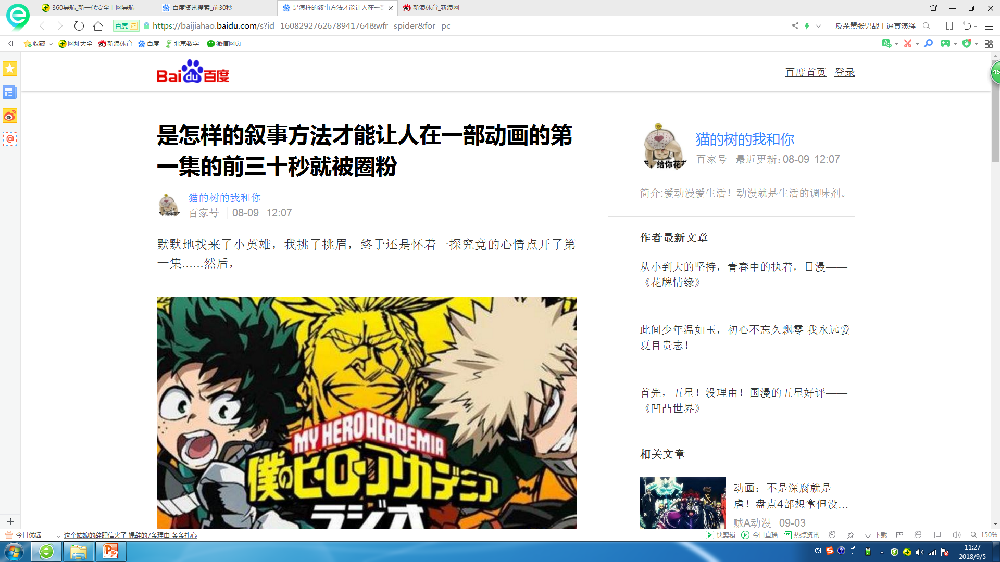 360导航_新一代安全上网导航
百度资讯搜索_前30秒
是怎样的叙事方法才能让人在一部
新浪体育_新浪网
百度 证
https://baijiahao.baidu.com/s?id=1608292762678941764&wfr=spider&for=pc
反杀嚣张男战士逼真演绎
收藏 网址大全 新浪体育 百度 北京数字 微信网页
Bai du 百度
百度首页 登录
45
是怎样的叙事方法才能让人在一部动画的第
一集的前三十秒就被圈粉
猫的树的我和你
百家号 08-09 12:07
默默地找来了小英雄，我挑了挑眉，终于还是怀着一探究竟的心情点开了第
一集……然后，
MY HERO ACADEMIA
僕のヒーローアカデミア
ラジオ
给你花
猫的树的我和你
百家号 最近更新：08-09 12:07
简介:爱动漫爱生活！动漫就是生活的调味剂。
作者最新文章
从小到大的坚持，青春中的执着，日漫——
《花牌情缘》
此间少年温如玉，初心不忘久飘零 我永远爱
夏目贵志！
首先，五星！没理由！国漫的五星好评——
《凹凸世界》
相关文章
动画：不是深腐就是
虐！盘点4部想拿但没...
贼A动漫 09-03
今日优选 这个姑娘的辞职信火了 裸辞的7条理由 条条扎心
快剪辑 今日直播 热点资讯 下载 150%
CH
11:27
2018/9/5